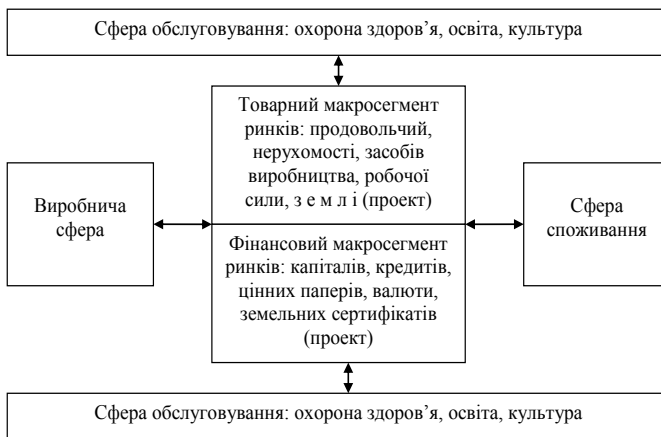 Сфера обслуговування: охорона здоров’я, освіта, культура
Товарний макросегмент
ринків: продовольчий,
нерухомості, засобів
виробництва, робочої
сили, з е м л і (проект)
Виробнича
сфера
Сфера
споживання
Фінансовий макросегмент
ринків: капіталів, кредитів,
цінних паперів, валюти,
земельних сертифікатів
(проект)
Сфера обслуговування: охорона здоров’я, освіта, культура